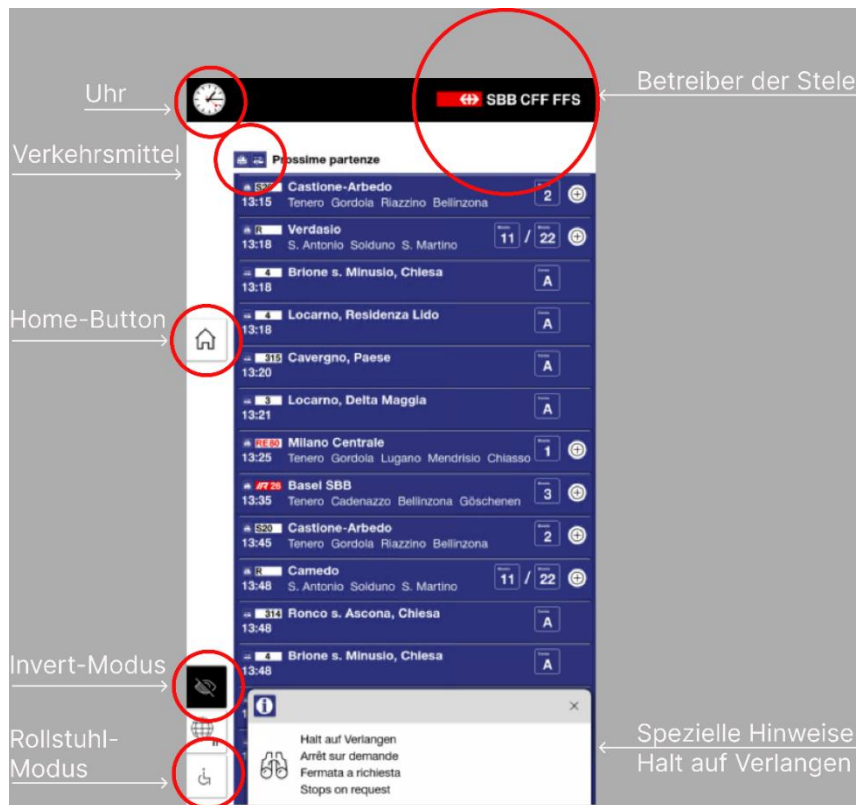 Uhr
Betreiber der Stele
SBB CFF FFS
Verkehrsmittel
Prossime partenze
Castione-Arbedo
13:15 Tenero Gordola Riazzino Bellinzona 2
R Verdasio
13:18 S. Antonio Solduno S. Martino 11 / 22
4 Brione s. Minusio, Chiesa
13:18 A
Home-Button
4 Locarno, Residenza Lido
13:18 A
315 Cavergno, Paese
13:20 A
3 Locarno, Delta Maggia
13:21 A
RE80 Milano Centrale
13:25 Tenero Gordola Lugano Mendrisio Chiasso 1
IR 26 Basel SBB
13:35 Tenero Cadenazzo Bellinzona Göschenen 3
S20 Castione-Arbedo
13:45 Tenero Gordola Riazzino Bellinzona 2
R Camedo
13:48 S. Antonio Solduno S. Martino 11 / 22
314 Ronco s. Ascona, Chiesa
13:48 A
4 Brione s. Minusio, Chiesa
13:48 A
Invert-Modus
Rollstuhl-
Modus
Halt auf Verlangen
Arrêt sur demande
Fermata a richiesta
Stops on request
Spezielle Hinweise
Halt auf Verlangen